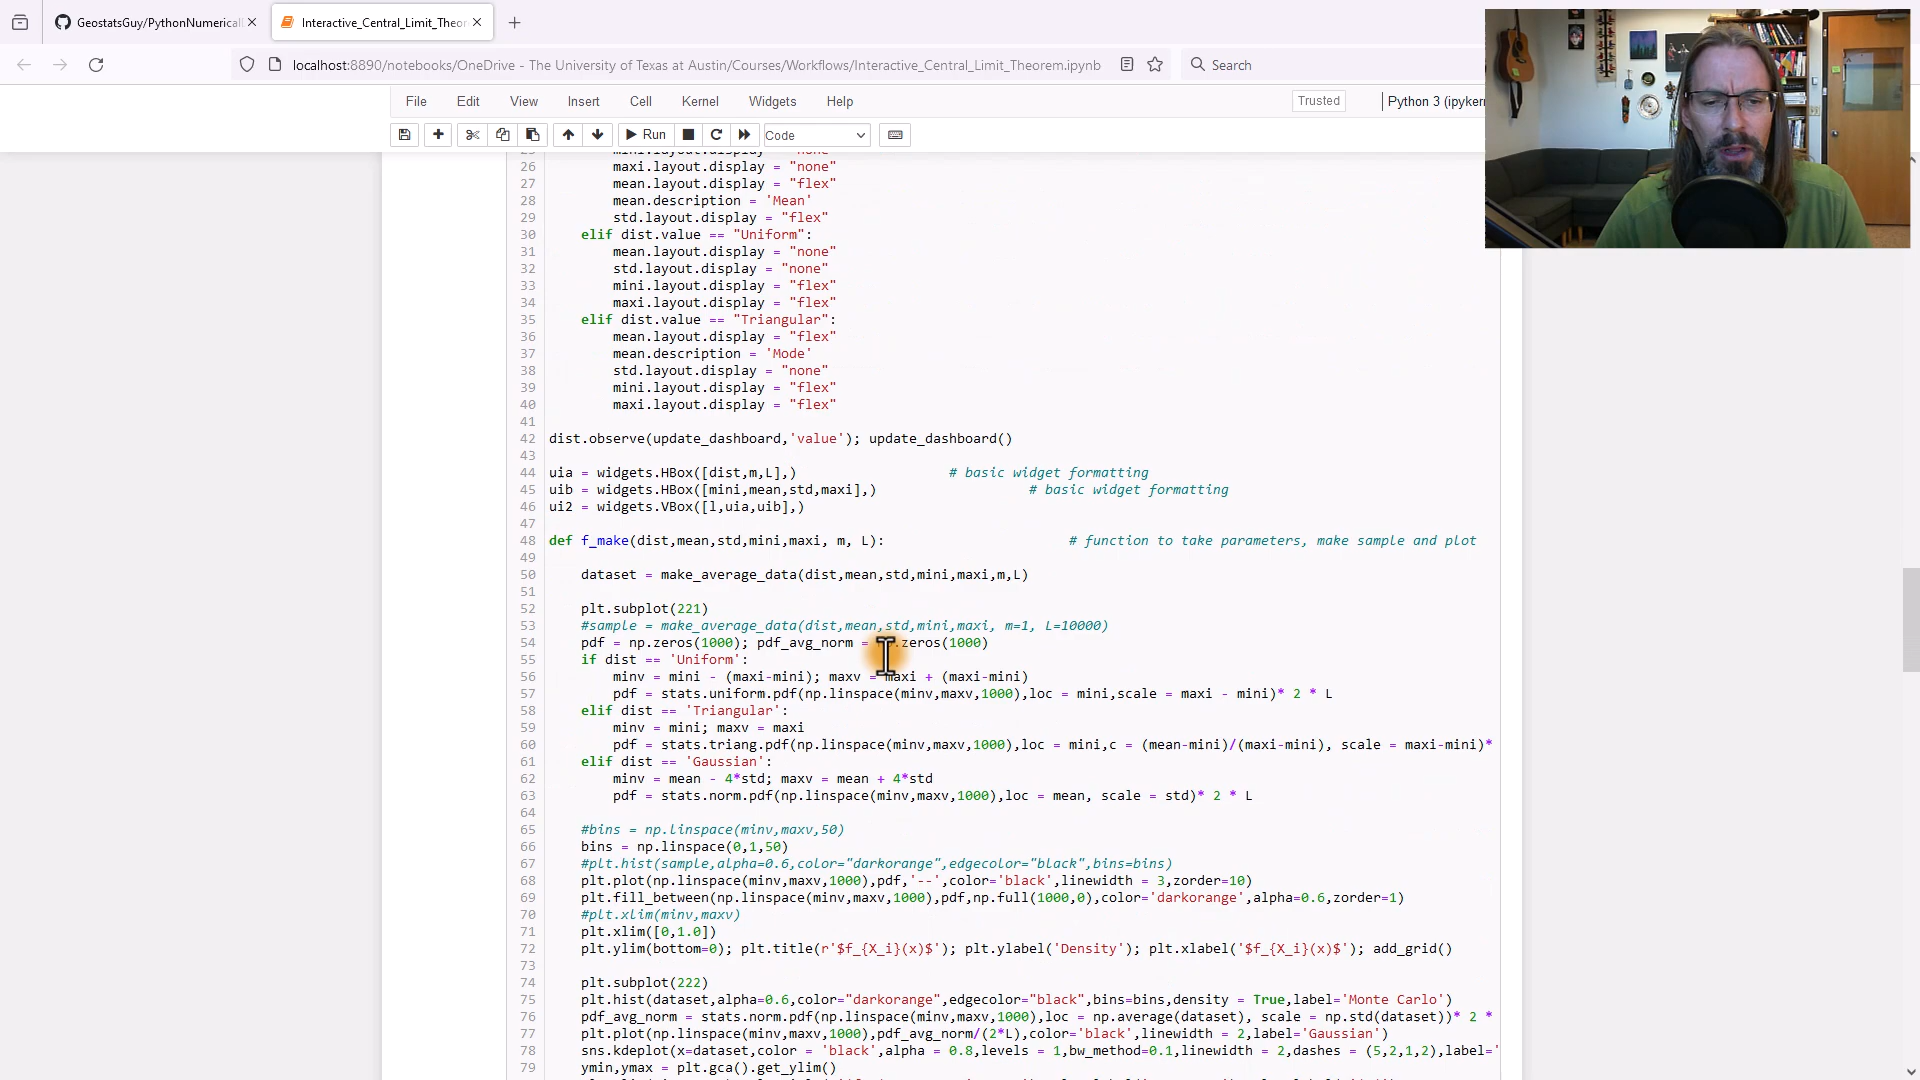 GeostatsGuy/PythonNumerical
Interactive_Central_Limit_Theor
localhost:8890/notebooks/OneDrive - The University of Texas at Austin/Courses/Workflows/Interactive_Central_Limit_Theorem.ipynb
Search
File Edit View Insert Cell Kernel Widgets Help
Trusted
Python 3 (ipykern
Run
Code
26 maxi.layout.display = "none"
27 mean.layout.display = "flex"
28 mean.description = 'Mean'
29 std.layout.display = "flex"
30 elif dist.value == "Uniform":
31 mean.layout.display = "none"
32 std.layout.display = "none"
33 mini.layout.display = "flex"
34 maxi.layout.display = "flex"
35 elif dist.value == "Triangular":
36 mean.layout.display = "flex"
37 mean.description = 'Mode'
38 std.layout.display = "none"
39 mini.layout.display = "flex"
40 maxi.layout.display = "flex"
41
42 dist.observe(update_dashboard,'value'); update_dashboard()
43
44 uia = widgets.HBox([dist,m,L],) # basic widget formatting
45 uib = widgets.HBox([mini,mean,std,maxi],) # basic widget formatting
46 ui2 = widgets.VBox([l,uia,uib],)
47
48 def f_make(dist,mean,std,mini,maxi, m, L): # function to take parameters, make sample and plot
49
50 dataset = make_average_data(dist,mean,std,mini,maxi,m,L)
51
52 plt.subplot(221)
53 #sample = make_average_data(dist,mean,std,mini,maxi, m=1, L=10000)
54 pdf = np.zeros(1000); pdf_avg_norm = np.zeros(1000)
55 if dist == 'Uniform':
56 minv = mini - (maxi-mini); maxv = maxi + (maxi-mini)
57 pdf = stats.uniform.pdf(np.linspace(minv,maxv,1000),loc = mini,scale = maxi - mini)* 2 * L
58 elif dist == 'Triangular':
59 minv = mini; maxv = maxi
60 pdf = stats.triang.pdf(np.linspace(minv,maxv,1000),loc = mini,c = (mean-mini)/(maxi-mini), scale = maxi-mini)*
61 elif dist == 'Gaussian':
62 minv = mean - 4*std; maxv = mean + 4*std
63 pdf = stats.norm.pdf(np.linspace(minv,maxv,1000),loc = mean, scale = std)* 2 * L
64
65 #bins = np.linspace(minv,maxv,50)
66 bins = np.linspace(0,1,50)
67 #plt.hist(sample,alpha=0.6,color="darkorange",edgecolor="black",bins=bins)
68 plt.plot(np.linspace(minv,maxv,1000),pdf,'--',color='black',linewidth = 3,zorder=10)
69 plt.fill_between(np.linspace(minv,maxv,1000),pdf,np.full(1000,0),color='darkorange',alpha=0.6,zorder=1)
70 #plt.xlim(minv,maxv)
71 plt.xlim([0,1.0])
72 plt.ylim(bottom=0); plt.title(r'$f_{X_i}(x)$'); plt.ylabel('Density'); plt.xlabel('$f_{X_i}(x)$'); add_grid()
73
74 plt.subplot(222)
75 plt.hist(dataset,alpha=0.6,color="darkorange",edgecolor="black",bins=bins,density = True,label='Monte Carlo')
76 pdf_avg_norm = stats.norm.pdf(np.linspace(minv,maxv,1000),loc = np.average(dataset), scale = np.std(dataset))* 2 *
77 plt.plot(np.linspace(minv,maxv,1000),pdf_avg_norm/(2*L),color='black',linewidth = 2,label='Gaussian')
78 sns.kdeplot(x=dataset,color = 'black',alpha = 0.8,levels = 1,bw_method=0.1,linewidth = 2,dashes = (5,2,1,2),label='
79 ymin,ymax = plt.gca().get_ylim()